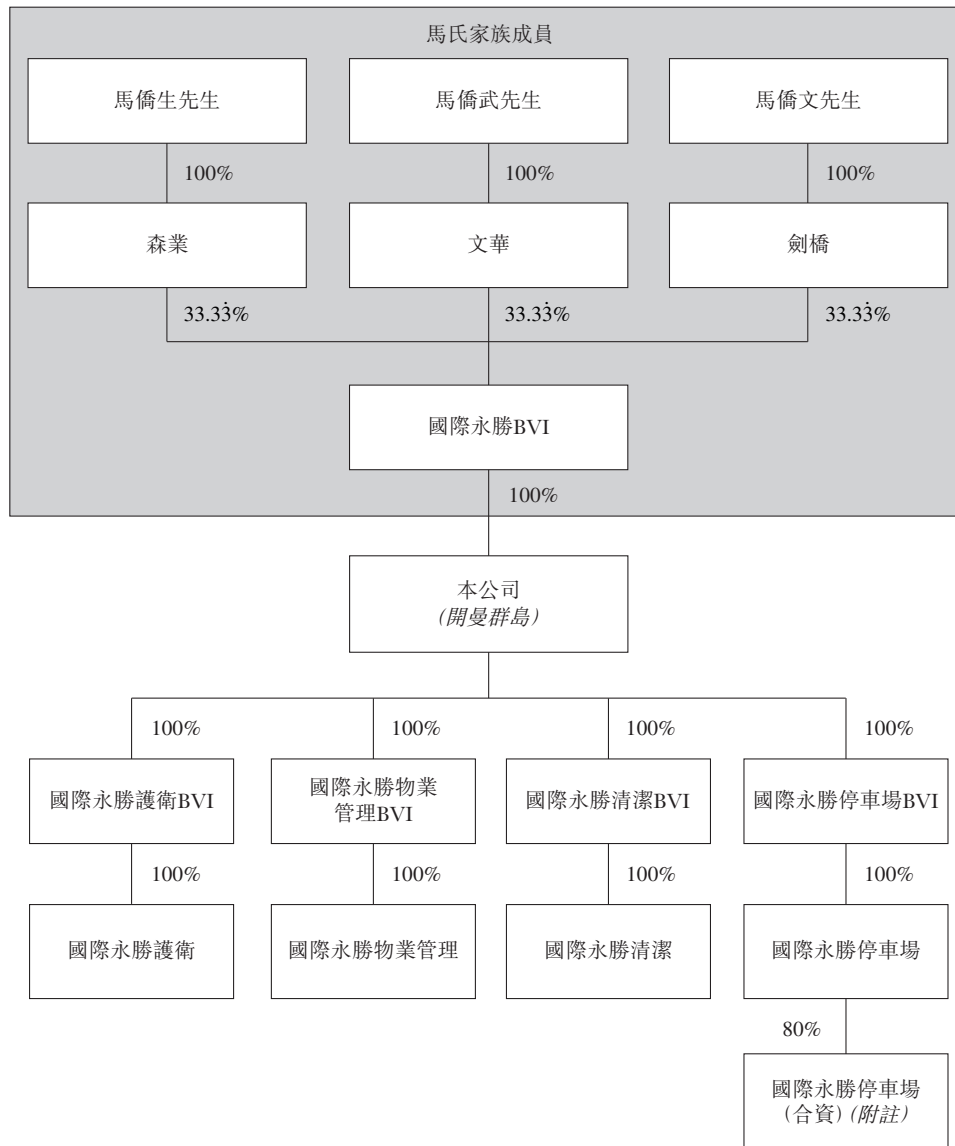 馬氏家族成員
馬僑生先生
馬僑武先生
馬僑文先生
100%
100%
100%
森業
文華
劍橋
33.33̇%
33.33̇%
33.33̇%
國際永勝BVI
100%
本公司
(開曼群島)
100%
100%
100%
100%
國際永勝護衛BVI
國際永勝物業
管理BVI
國際永勝清潔BVI
國際永勝停車場BVI
100%
100%
100%
100%
國際永勝護衛
國際永勝物業管理
國際永勝清潔
國際永勝停車場
80%
國際永勝停車場
(合資)(附註)